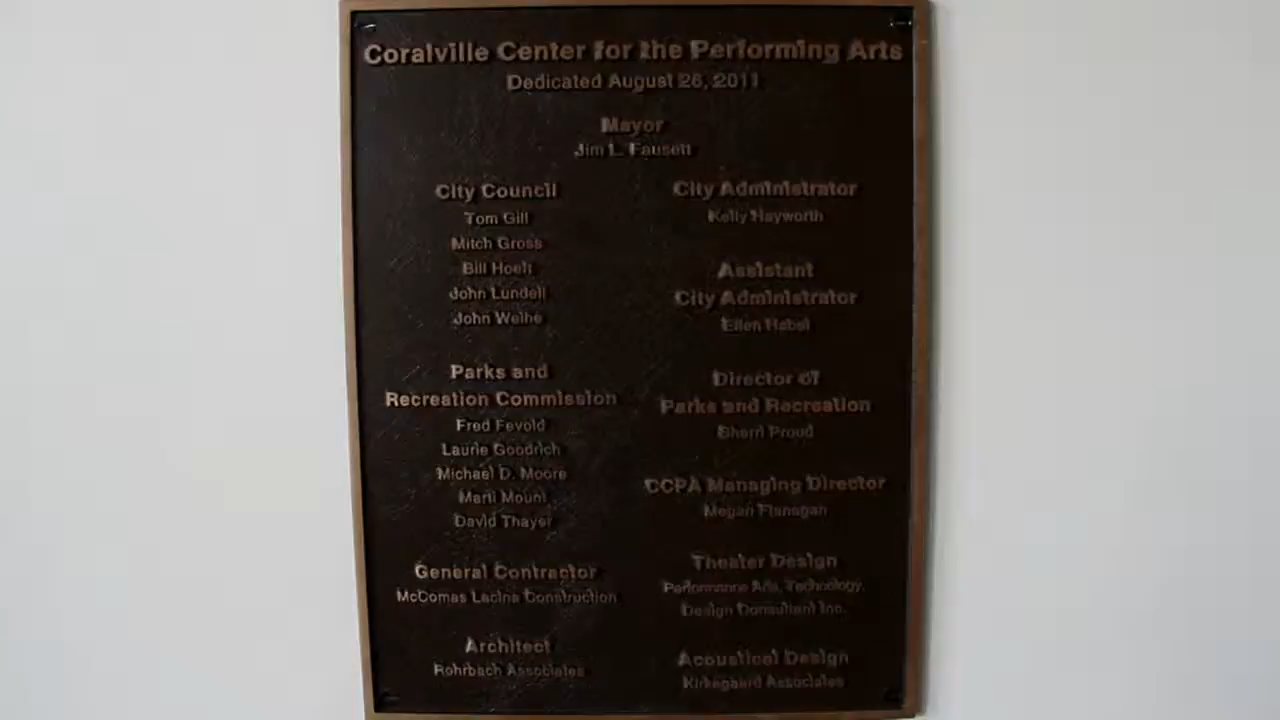 Coralville Center for the Performing Arts
Dedicated August 26, 2011
Mayor
Jim L. Fausett
City Council
Tom Gill
Mitch Gross
Bill Hoeft
John Lundell
John Weihe
Parks and
Recreation Commission
Fred Fevold
Laurie Goodrich
Michael D. Moore
Marti Mount
David Thayer
General Contractor
McComas Lacina Construction
Architect
Rohrbach Associates
City Administrator
Kelly Hayworth
Assistant
City Administrator
Ellen Habel
Director of
Parks and Recreation
Sherri Proud
CCPA Managing Director
Megan Flanagan
Theater Design
Performance Arts, Technology,
Design Consultant Inc.
Acoustical Design
Kirkegaard Associates